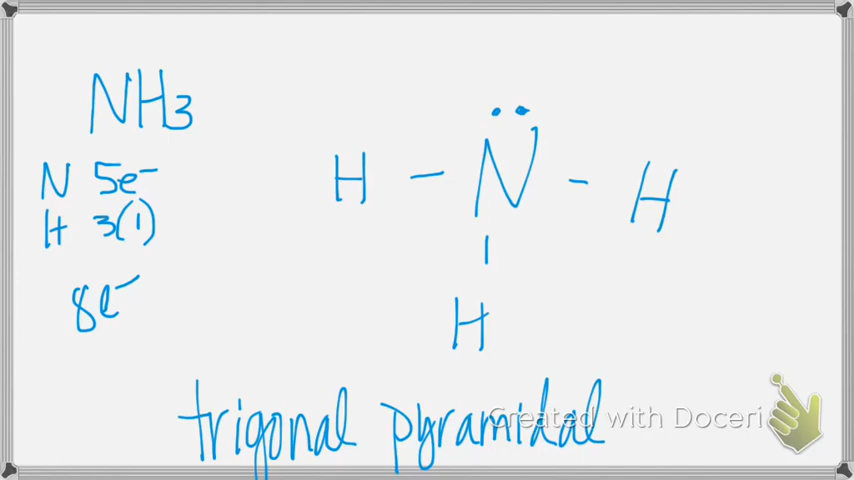 NH3
N 5e-
H 3(1)
8e-
••
H - N - H
|
H
trigonal pyramidal
Created with Doceri